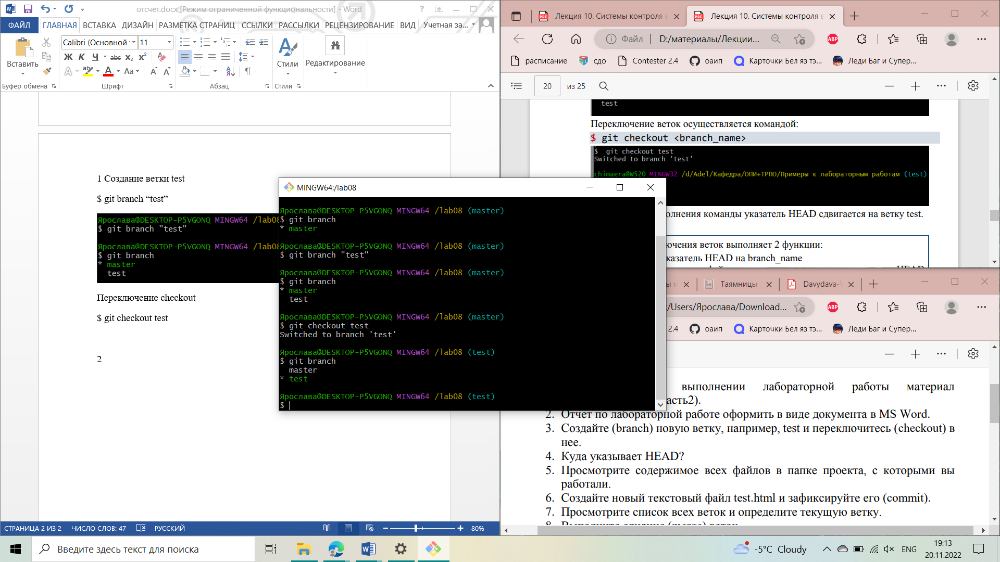 отсчёт.docx [Режим ограниченной функциональности] - Word
ФАЙЛ ГЛАВНАЯ ВСТАВКА ДИЗАЙН РАЗМЕТКА СТРАНИЦ ССЫЛКИ РАССЫЛКИ РЕЦЕНЗИРОВАНИЕ ВИД Учетная за...
Calibri (Основной 11
Вставить
Ж К Ч abc x₂ x²
Стили
Редактирование
Буфер обмена Шрифт Абзац Стили
1 Создание ветки test
$ git branch “test”
Ярослава@DESKTOP-P5VGONQ MINGW64 /lab0
$ git branch "test"
Ярослава@DESKTOP-P5VGONQ MINGW64 /lab0
$ git branch
* master
test
Переключение checkout
$ git checkout test
2
СТРАНИЦА 2 ИЗ 2 ЧИСЛО СЛОВ: 47 РУССКИЙ 80%
MINGW64:/lab08
Ярослава@DESKTOP-P5VGONQ MINGW64 /lab08 (master)
$ git branch
* master
Ярослава@DESKTOP-P5VGONQ MINGW64 /lab08 (master)
$ git branch "test"
Ярослава@DESKTOP-P5VGONQ MINGW64 /lab08 (master)
$ git branch
* master
test
Ярослава@DESKTOP-P5VGONQ MINGW64 /lab08 (master)
$ git checkout test
Switched to branch 'test'
Ярослава@DESKTOP-P5VGONQ MINGW64 /lab08 (test)
$ git branch
master
* test
Ярослава@DESKTOP-P5VGONQ MINGW64 /lab08 (test)
$
Лекция 10. Системы контроля в Лекция 10. Системы контроля в
Файл D:/материалы/Лекции... ABP
расписание сдо Contester 2.4 оаип Карточки Бел яз тэ... Леди Баг и Супер...
20 из 25
test
Переключение веток осуществляется командой:
$ git checkout <branch_name>
$ git checkout test
Switched to branch 'test'
chimaera@W520 MINGW32 /d/Adel/Кафедра/ОПИ+ТРПО/Примеры к лабораторным работам (test)
олнения команды указатель HEAD сдвигается на ветку test.
ючения веток выполняет 2 функции:
казатель HEAD на branch_name
Таямницы Davydava-
/Users/Ярослава/Download... ABP
2.4 оаип Карточки Бел яз тэ... Леди Баг и Супер...
выполнении лабораторной работы материал
асть2).
2. Отчет по лабораторной работе оформить в виде документа в MS Word.
3. Создайте (branch) новую ветку, например, test и переключитесь (checkout) в
нее.
4. Куда указывает HEAD?
5. Просмотрите содержимое всех файлов в папке проекта, с которыми вы
работали.
6. Создайте новый текстовый файл test.html и зафиксируйте его (commit).
7. Просмотрите список всех веток и определите текущую ветку.
Введите здесь текст для поиска
-5°C Cloudy ENG 19:13
20.11.2022